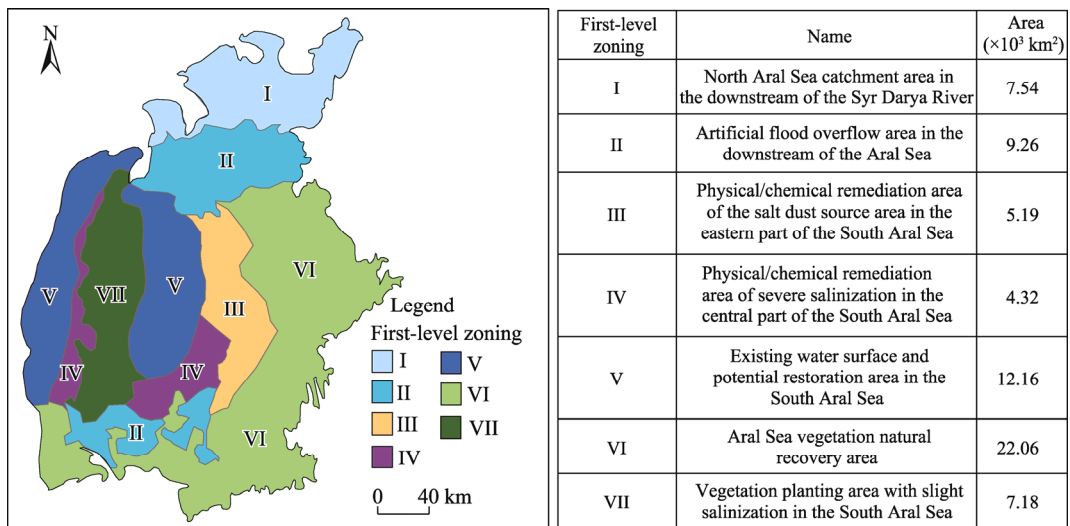 N
I
II
V
VII
V
VI
III
IV
IV
II
VI
Legend
First-level zoning
I
II
III
IV
V
VI
VII
0 40 km
First-level
zoning
Name
Area
(×10³ km²)
I
North Aral Sea catchment area in
the downstream of the Syr Darya River
7.54
II
Artificial flood overflow area in the
downstream of the Aral Sea
9.26
III
Physical/chemical remediation area
of the salt dust source area in the
eastern part of the South Aral Sea
5.19
IV
Physical/chemical remediation
area of severe salinization in the
central part of the South Aral Sea
4.32
V
Existing water surface and
potential restoration area in the
South Aral Sea
12.16
VI
Aral Sea vegetation natural
recovery area
22.06
VII
Vegetation planting area with slight
salinization in the South Aral Sea
7.18